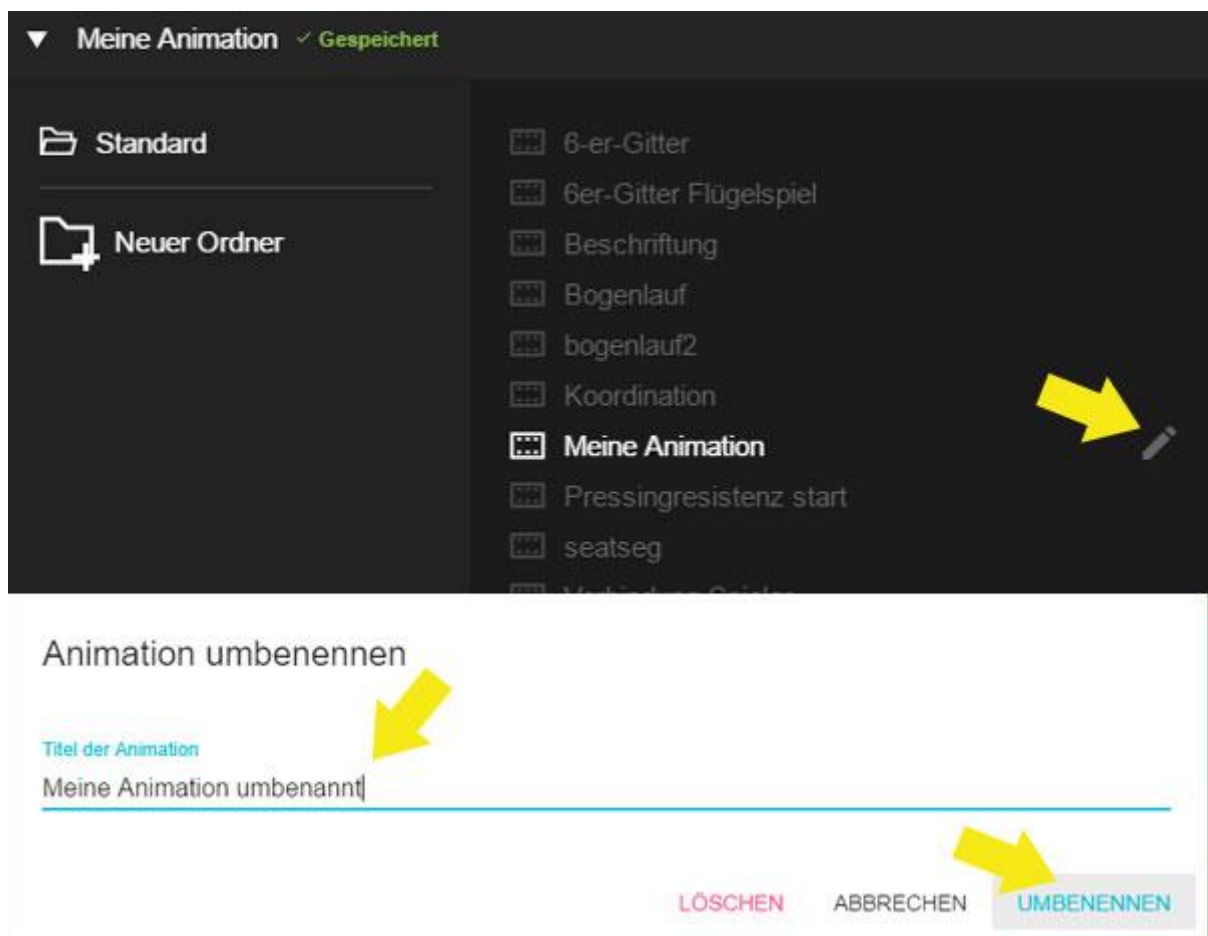 Meine Animation ✓ Gespeichert
Standard
Neuer Ordner
6-er-Gitter
6er-Gitter Flügelspiel
Beschriftung
Bogenlauf
bogenlauf2
Koordination
Meine Animation
Pressingresistenz start
seatseg
Animation umbenennen
Titel der Animation
Meine Animation umbenannt
LÖSCHEN ABBRECHEN UMBENENNEN